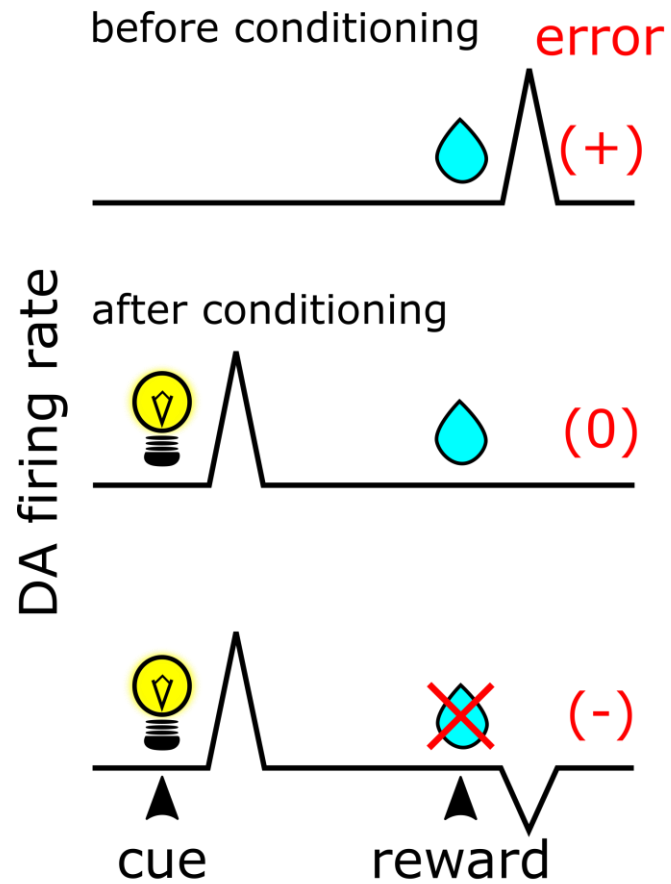 before conditioning error
(+)
DA firing rate
after conditioning
(0)
(-)
cue reward